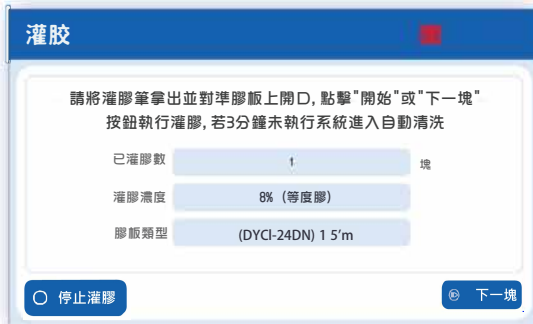 灌胶
請將灌膠筆拿出並對準膠板上開口, 點擊"開始"或"下一塊"
按鈕執行灌膠, 若3分鐘未執行系統進入自動清洗
已灌膠數 1 塊
灌膠濃度 8% (等度膠)
膠板類型 (DYCI-24DN) 1 5'm
停止灌膠 下一塊